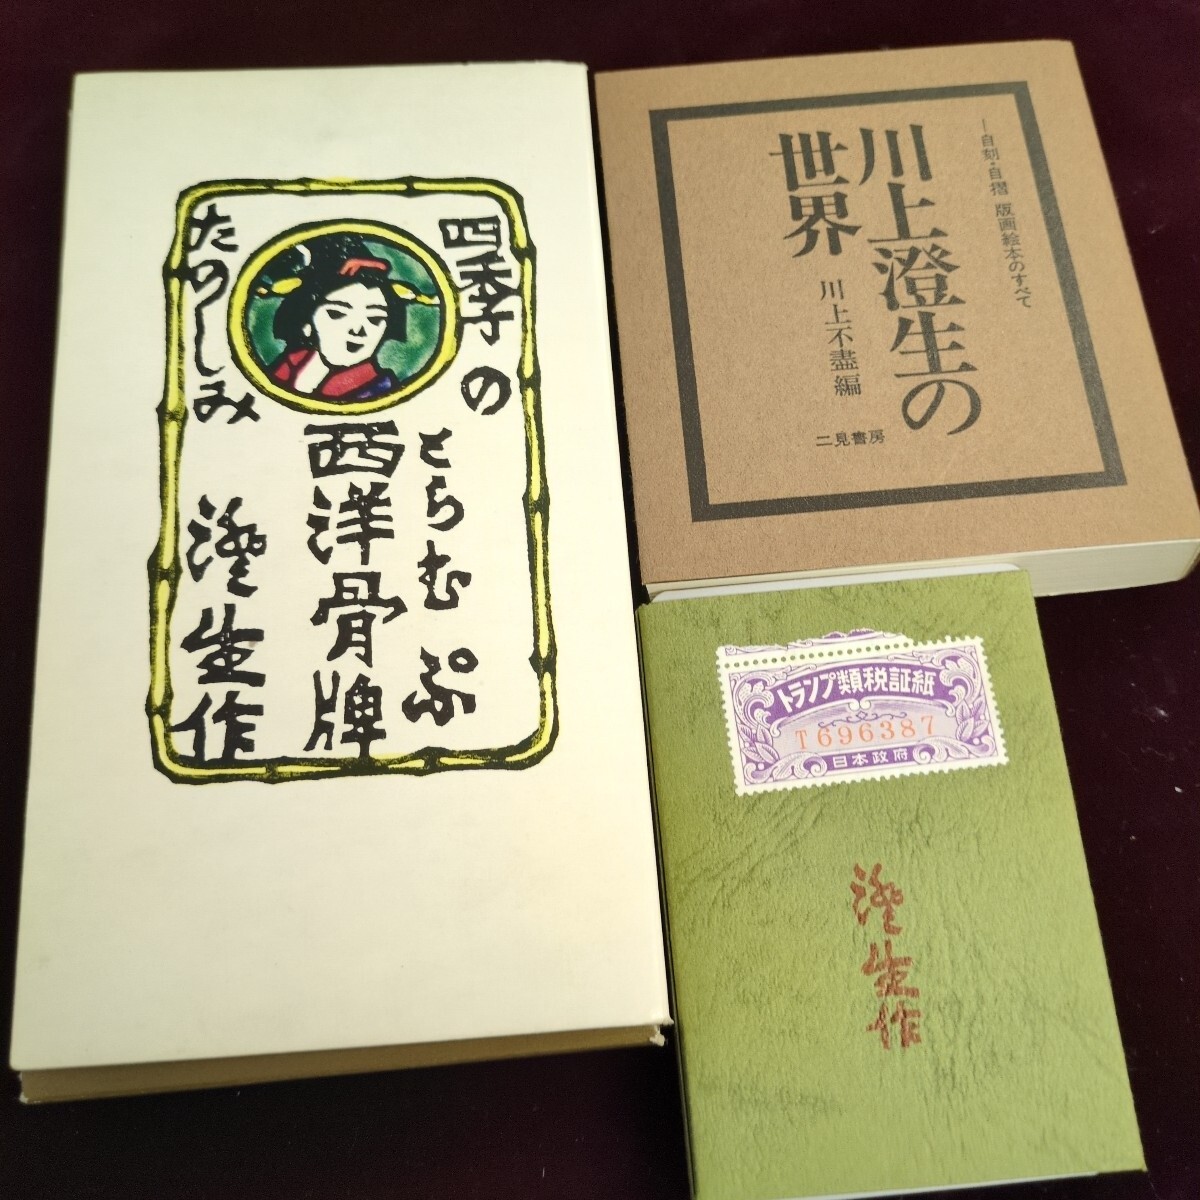 四季の
とらむぷ
西洋骨牌
たのしみ
澄生作
―自刻・自摺 版画絵本のすべて
川上澄生の
世界
川上不盡編
二見書房
トランプ類税証紙
T696387
日本政府
澄生作